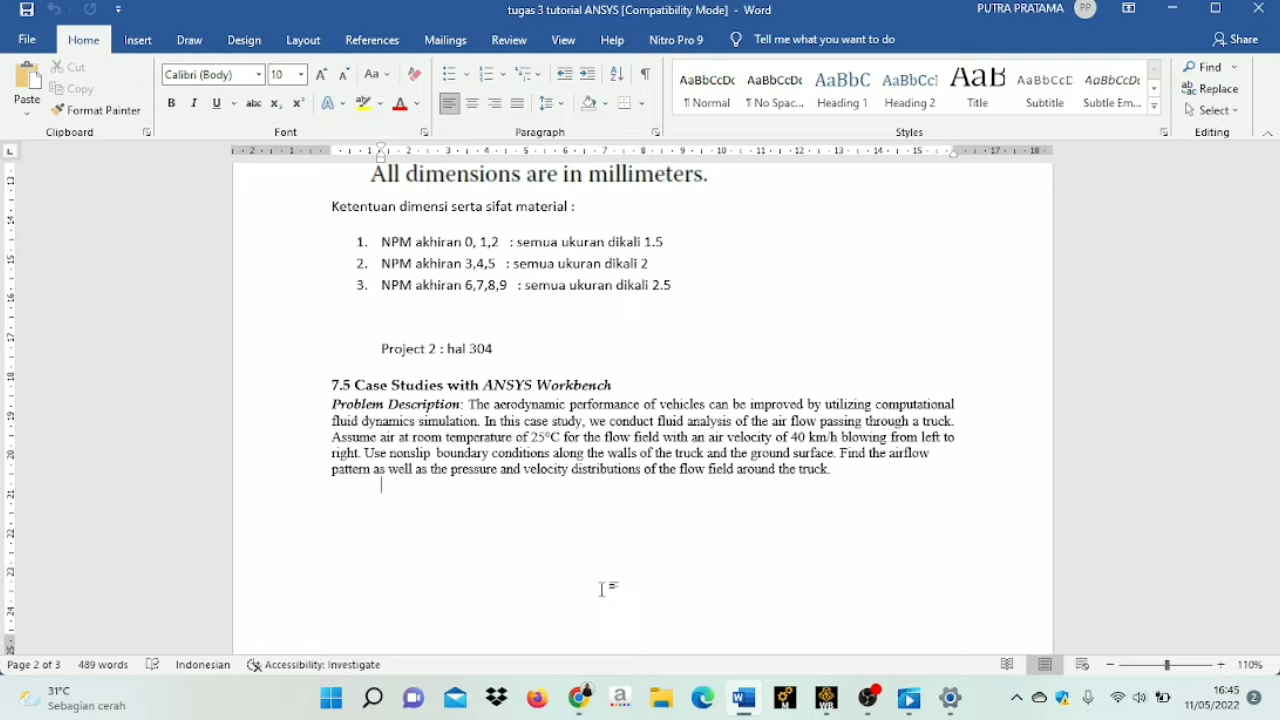 tugas 3 tutorial ANSYS [Compatibility Mode] - Word
PUTRA PRATAMA PP
File Home Insert Draw Design Layout References Mailings Review View Help Nitro Pro 9 Tell me what you want to do Share
Paste
Cut
Copy
Format Painter
Clipboard
Calibri (Body) 10
Font
Paragraph
AaBbCcDc AaBbCcDc AaBbC AaBbCcl AaB AaBbCcD AaBbCcDc
¶ Normal ¶ No Spac... Heading 1 Heading 2 Title Subtitle Subtle Em...
Styles
Find
Replace
Select
Editing
All dimensions are in millimeters.
Ketentuan dimensi serta sifat material :
1. NPM akhiran 0, 1,2 : semua ukuran dikali 1.5
2. NPM akhiran 3,4,5 : semua ukuran dikali 2
3. NPM akhiran 6,7,8,9 : semua ukuran dikali 2.5
Project 2 : hal 304
7.5 Case Studies with ANSYS Workbench
Problem Description: The aerodynamic performance of vehicles can be improved by utilizing computational
fluid dynamics simulation. In this case study, we conduct fluid analysis of the air flow passing through a truck.
Assume air at room temperature of 25°C for the flow field with an air velocity of 40 km/h blowing from left to
right. Use nonslip boundary conditions along the walls of the truck and the ground surface. Find the airflow
pattern as well as the pressure and velocity distributions of the flow field around the truck.
Page 2 of 3 489 words Indonesian Accessibility: Investigate 110%
31°C
Sebagian cerah
16:45
11/05/2022
2